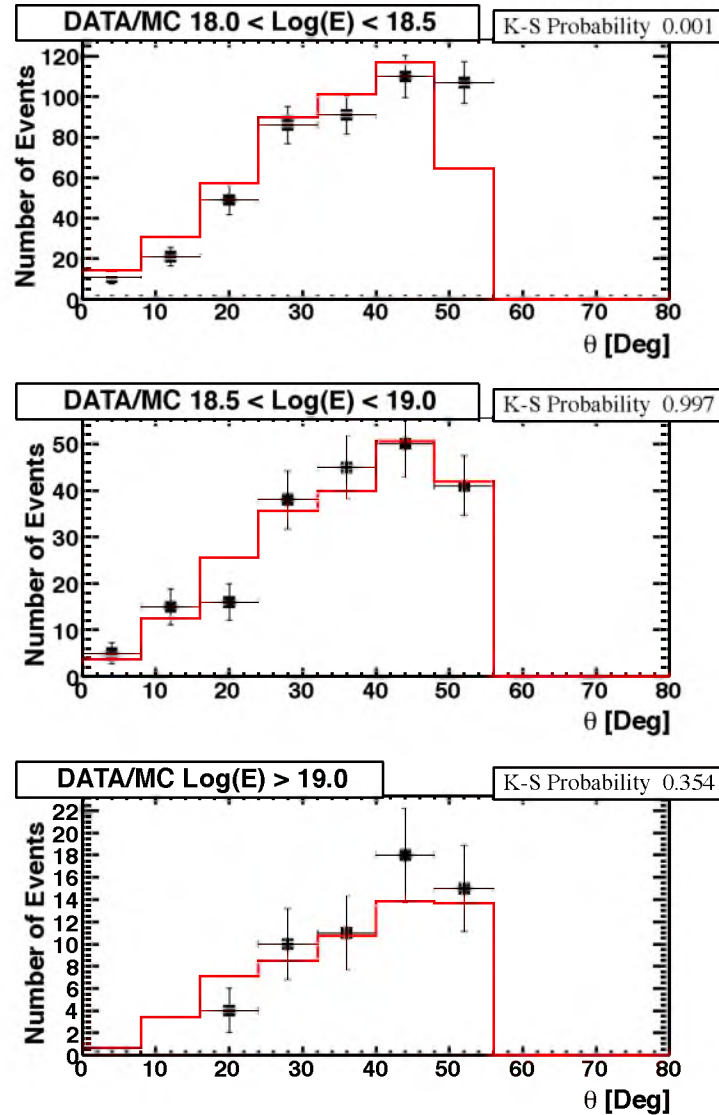 DATA/MC 18.0 < Log(E) < 18.5
K-S Probability 0.001
Number of Events
120
100
80
60
40
20
0
0 10 20 30 40 50 60 70 80
θ [Deg]
DATA/MC 18.5 < Log(E) < 19.0
K-S Probability 0.997
Number of Events
50
40
30
20
10
0
0 10 20 30 40 50 60 70 80
θ [Deg]
DATA/MC Log(E) > 19.0
K-S Probability 0.354
Number of Events
22
20
18
16
14
12
10
8
6
4
2
0
0 10 20 30 40 50 60 70 80
θ [Deg]